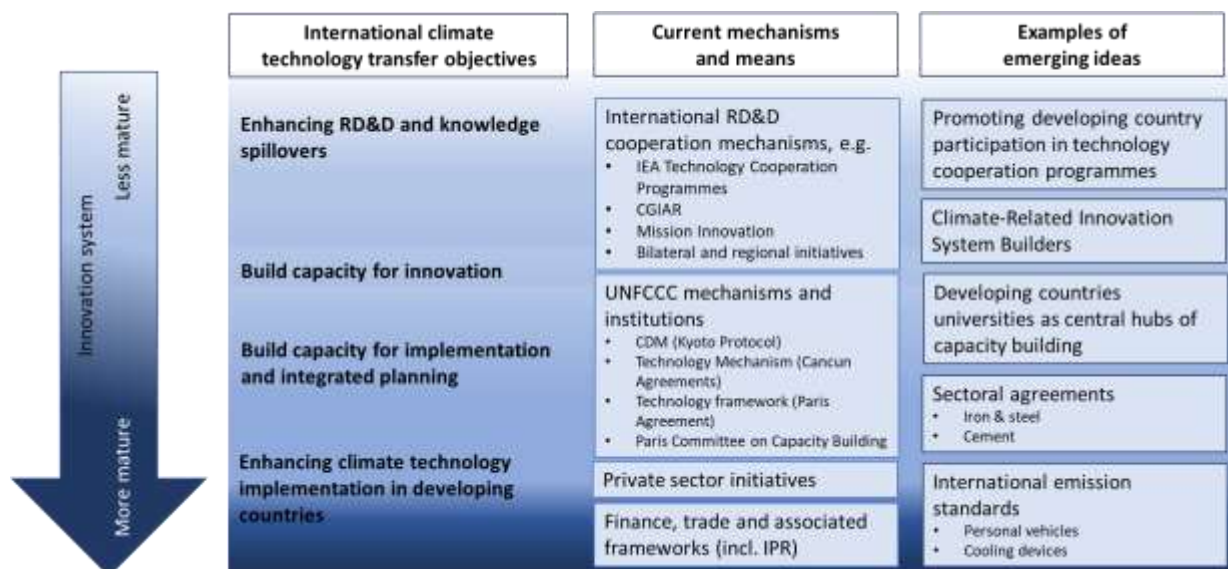 International climate
technology transfer objectives
Current mechanisms
and means
Examples of
emerging ideas
Innovation system
Less mature
More mature
Enhancing RD&D and knowledge
spillovers
Build capacity for innovation
Build capacity for implementation
and integrated planning
Enhancing climate technology
implementation in developing
countries
International RD&D
cooperation mechanisms, e.g.
• IEA Technology Cooperation
Programmes
• CGIAR
• Mission Innovation
• Bilateral and regional initiatives
UNFCCC mechanisms and
institutions
• CDM (Kyoto Protocol)
• Technology Mechanism (Cancun
Agreements)
• Technology framework (Paris
Agreement)
• Paris Committee on Capacity Building
Private sector initiatives
Finance, trade and associated
frameworks (incl. IPR)
Promoting developing country
participation in technology
cooperation programmes
Climate-Related Innovation
System Builders
Developing countries
universities as central hubs of
capacity building
Sectoral agreements
• Iron & steel
• Cement
International emission
standards
• Personal vehicles
• Cooling devices